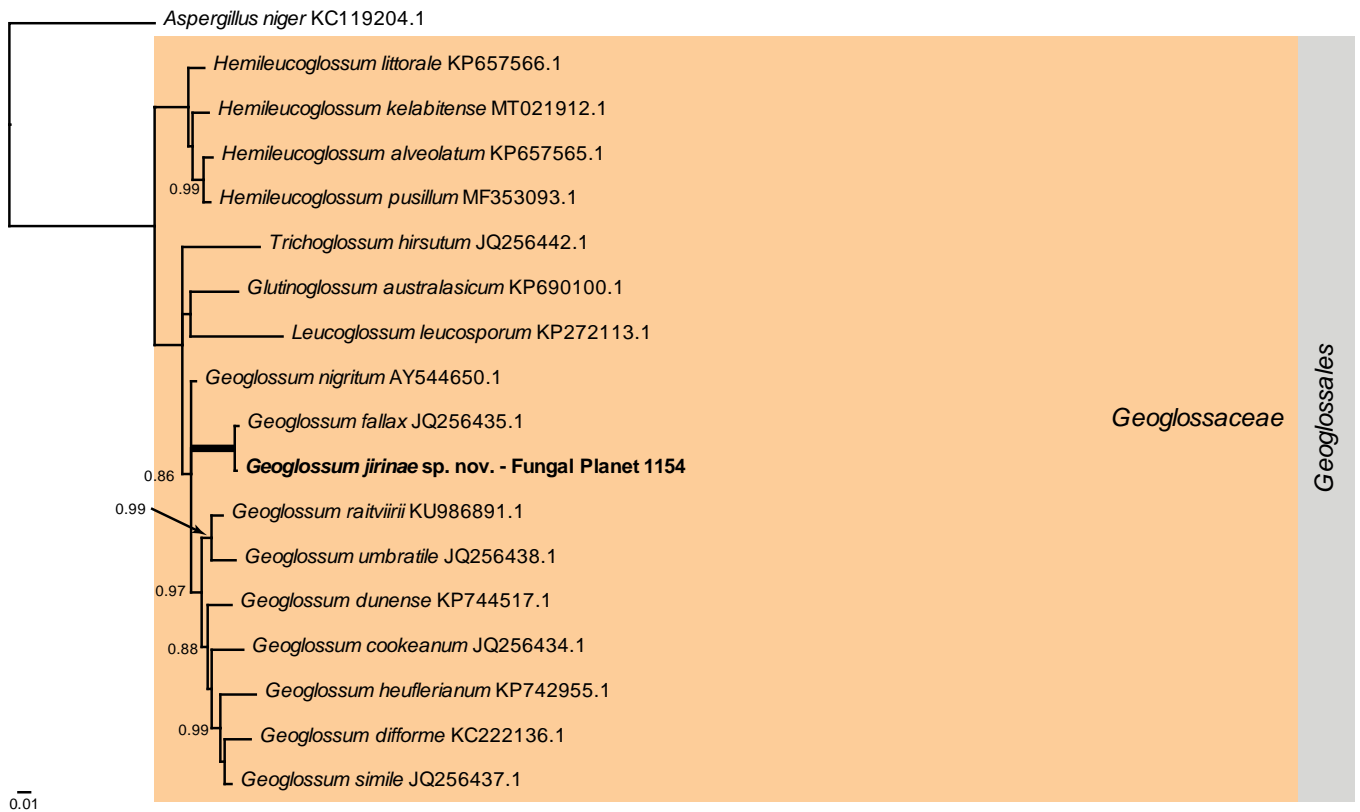 Aspergillus niger KC119204.1
Hemileucoglossum littorale KP657566.1
Hemileucoglossum kelabitense MT021912.1
Hemileucoglossum alveolatum KP657565.1
0.99
Hemileucoglossum pusillum MF353093.1
Trichoglossum hirsutum JQ256442.1
Glutinoglossum australasicum KP690100.1
Leucoglossum leucosporum KP272113.1
Geoglossum nigritum AY544650.1
Geoglossum fallax JQ256435.1
Geoglossaceae
Geoglossales
Geoglossum jirinae sp. nov. - Fungal Planet 1154
0.86
0.99
Geoglossum raitviirii KU986891.1
Geoglossum umbratile JQ256438.1
0.97
Geoglossum dunense KP744517.1
0.88
Geoglossum cookeanum JQ256434.1
Geoglossum heuflerianum KP742955.1
0.99
Geoglossum difforme KC222136.1
Geoglossum simile JQ256437.1
0.01